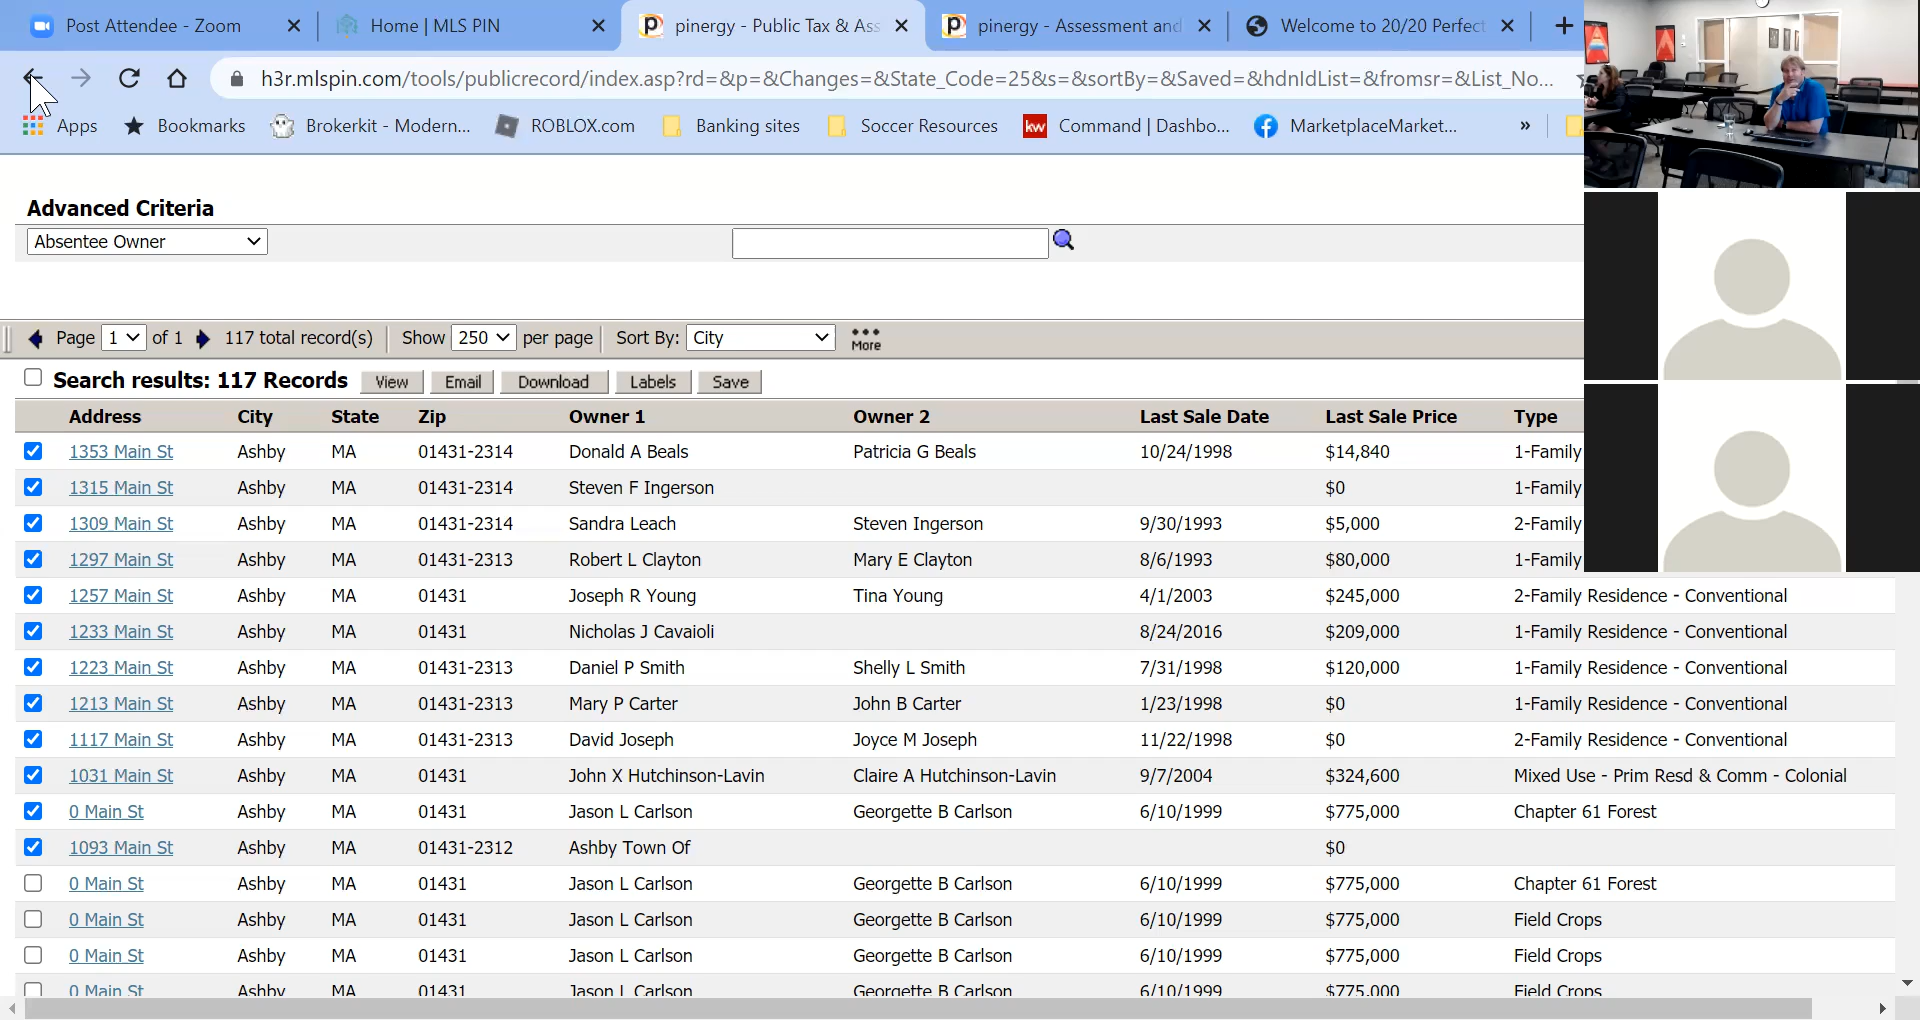 Post Attendee - Zoom
Home | MLS PIN
pinergy - Public Tax & Ass
pinergy - Assessment and
Welcome to 20/20 Perfect
h3r.mlspin.com/tools/publicrecord/index.asp?rd=&p=&Changes=&State_Code=25&s=&sortBy=&Saved=&hdnIdList=&fromsr=&List_No...
Apps Bookmarks Brokerkit - Modern... ROBLOX.com Banking sites Soccer Resources kw Command | Dashbo... MarketplaceMarket... »
Advanced Criteria
Absentee Owner
Page 1 of 1 117 total record(s) Show 250 per page Sort By: City More
Search results: 117 Records View Email Download Labels Save
Address City State Zip Owner 1 Owner 2 Last Sale Date Last Sale Price Type
1353 Main St Ashby MA 01431-2314 Donald A Beals Patricia G Beals 10/24/1998 $14,840 1-Family
1315 Main St Ashby MA 01431-2314 Steven F Ingerson $0 1-Family
1309 Main St Ashby MA 01431-2314 Sandra Leach Steven Ingerson 9/30/1993 $5,000 2-Family
1297 Main St Ashby MA 01431-2313 Robert L Clayton Mary E Clayton 8/6/1993 $80,000 1-Family
1257 Main St Ashby MA 01431 Joseph R Young Tina Young 4/1/2003 $245,000 2-Family Residence - Conventional
1233 Main St Ashby MA 01431 Nicholas J Cavaioli 8/24/2016 $209,000 1-Family Residence - Conventional
1223 Main St Ashby MA 01431-2313 Daniel P Smith Shelly L Smith 7/31/1998 $120,000 1-Family Residence - Conventional
1213 Main St Ashby MA 01431-2313 Mary P Carter John B Carter 1/23/1998 $0 1-Family Residence - Conventional
1117 Main St Ashby MA 01431-2313 David Joseph Joyce M Joseph 11/22/1998 $0 2-Family Residence - Conventional
1031 Main St Ashby MA 01431 John X Hutchinson-Lavin Claire A Hutchinson-Lavin 9/7/2004 $324,600 Mixed Use - Prim Resd & Comm - Colonial
0 Main St Ashby MA 01431 Jason L Carlson Georgette B Carlson 6/10/1999 $775,000 Chapter 61 Forest
1093 Main St Ashby MA 01431-2312 Ashby Town Of $0
0 Main St Ashby MA 01431 Jason L Carlson Georgette B Carlson 6/10/1999 $775,000 Chapter 61 Forest
0 Main St Ashby MA 01431 Jason L Carlson Georgette B Carlson 6/10/1999 $775,000 Field Crops
0 Main St Ashby MA 01431 Jason L Carlson Georgette B Carlson 6/10/1999 $775,000 Field Crops
0 Main St Ashby MA 01431 Jason L Carlson Georgette B Carlson 6/10/1999 $775,000 Field Crops